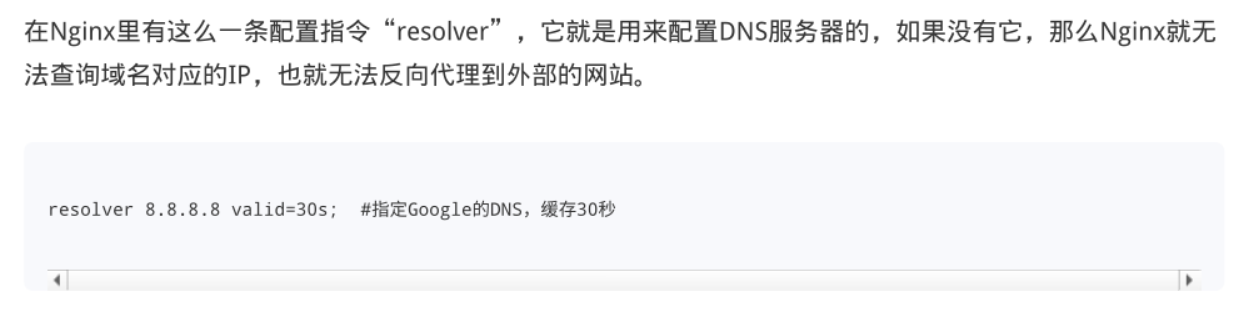 在Nginx里有这么一条配置指令“resolver”，它就是用来配置DNS服务器的，如果没有它，那么Nginx就无
法查询域名对应的IP，也就无法反向代理到外部的网站。
resolver 8.8.8.8 valid=30s;  #指定Google的DNS，缓存30秒